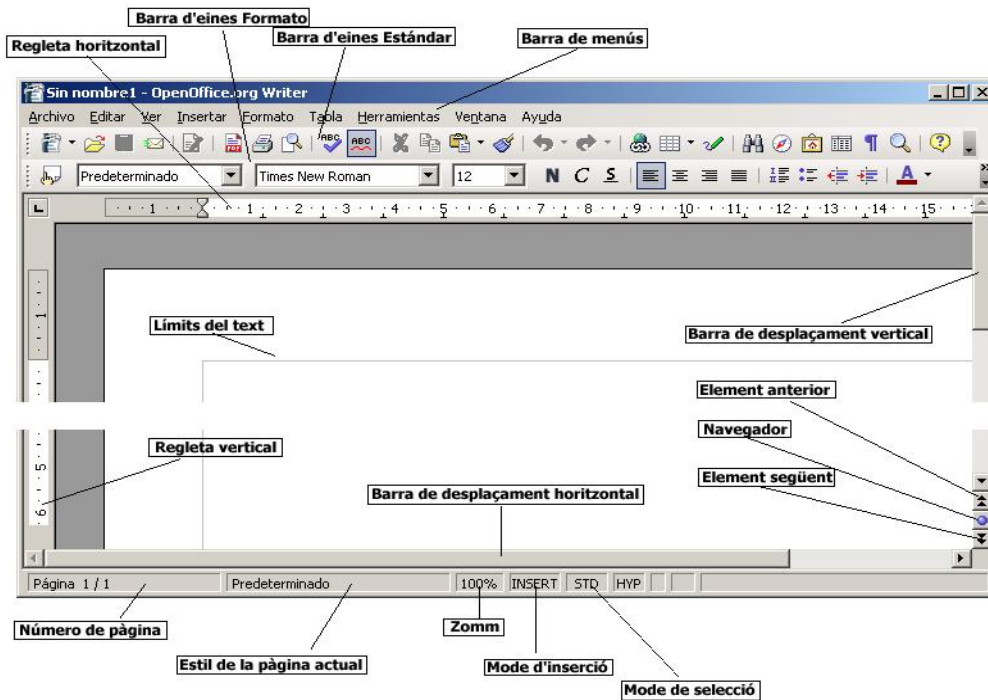 Barra d'eines Formato
Barra d'eines Estándar
Barra de menús
Regleta horitzontal
Sin nombre1 - OpenOffice.org Writer
Archivo Editar Ver Insertar Formato Tabla Herramientas Ventana Ayuda
Predeterminado Times New Roman 12 N C S A
1 1 2 3 4 5 6 7 8 9 10 11 12 13 14 15
1
Límits del text
Barra de desplaçament vertical
Element anterior
Navegador
Regleta vertical
5
Element següent
Barra de desplaçament horitzontal
6
Página 1 / 1 Predeterminado 100% INSERT STD HYP
Número de pàgina
Zomm
Estil de la pàgina actual
Mode d'inserció
Mode de selecció